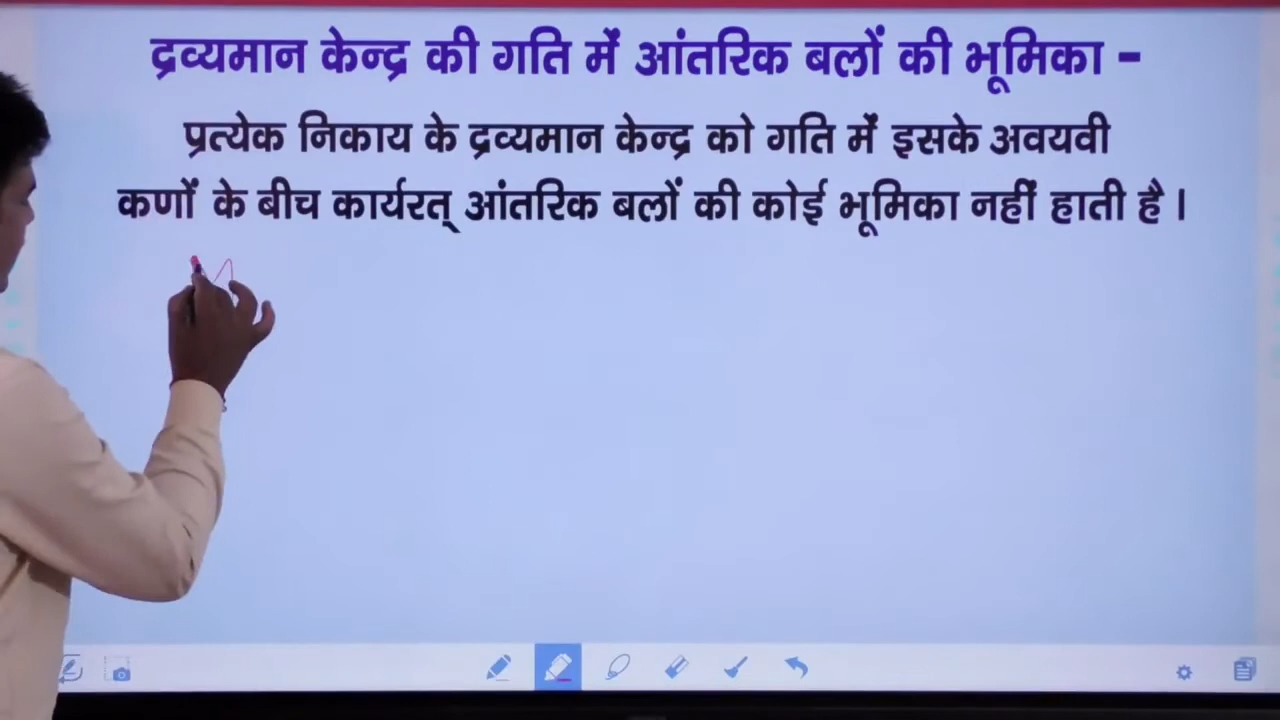 द्रव्यमान केन्द्र की गति में आंतरिक बलों की भूमिका -
प्रत्येक निकाय के द्रव्यमान केन्द्र को गति में इसके अवयवी
कणों के बीच कार्यरत् आंतरिक बलों की कोई भूमिका नहीं हाती है ।